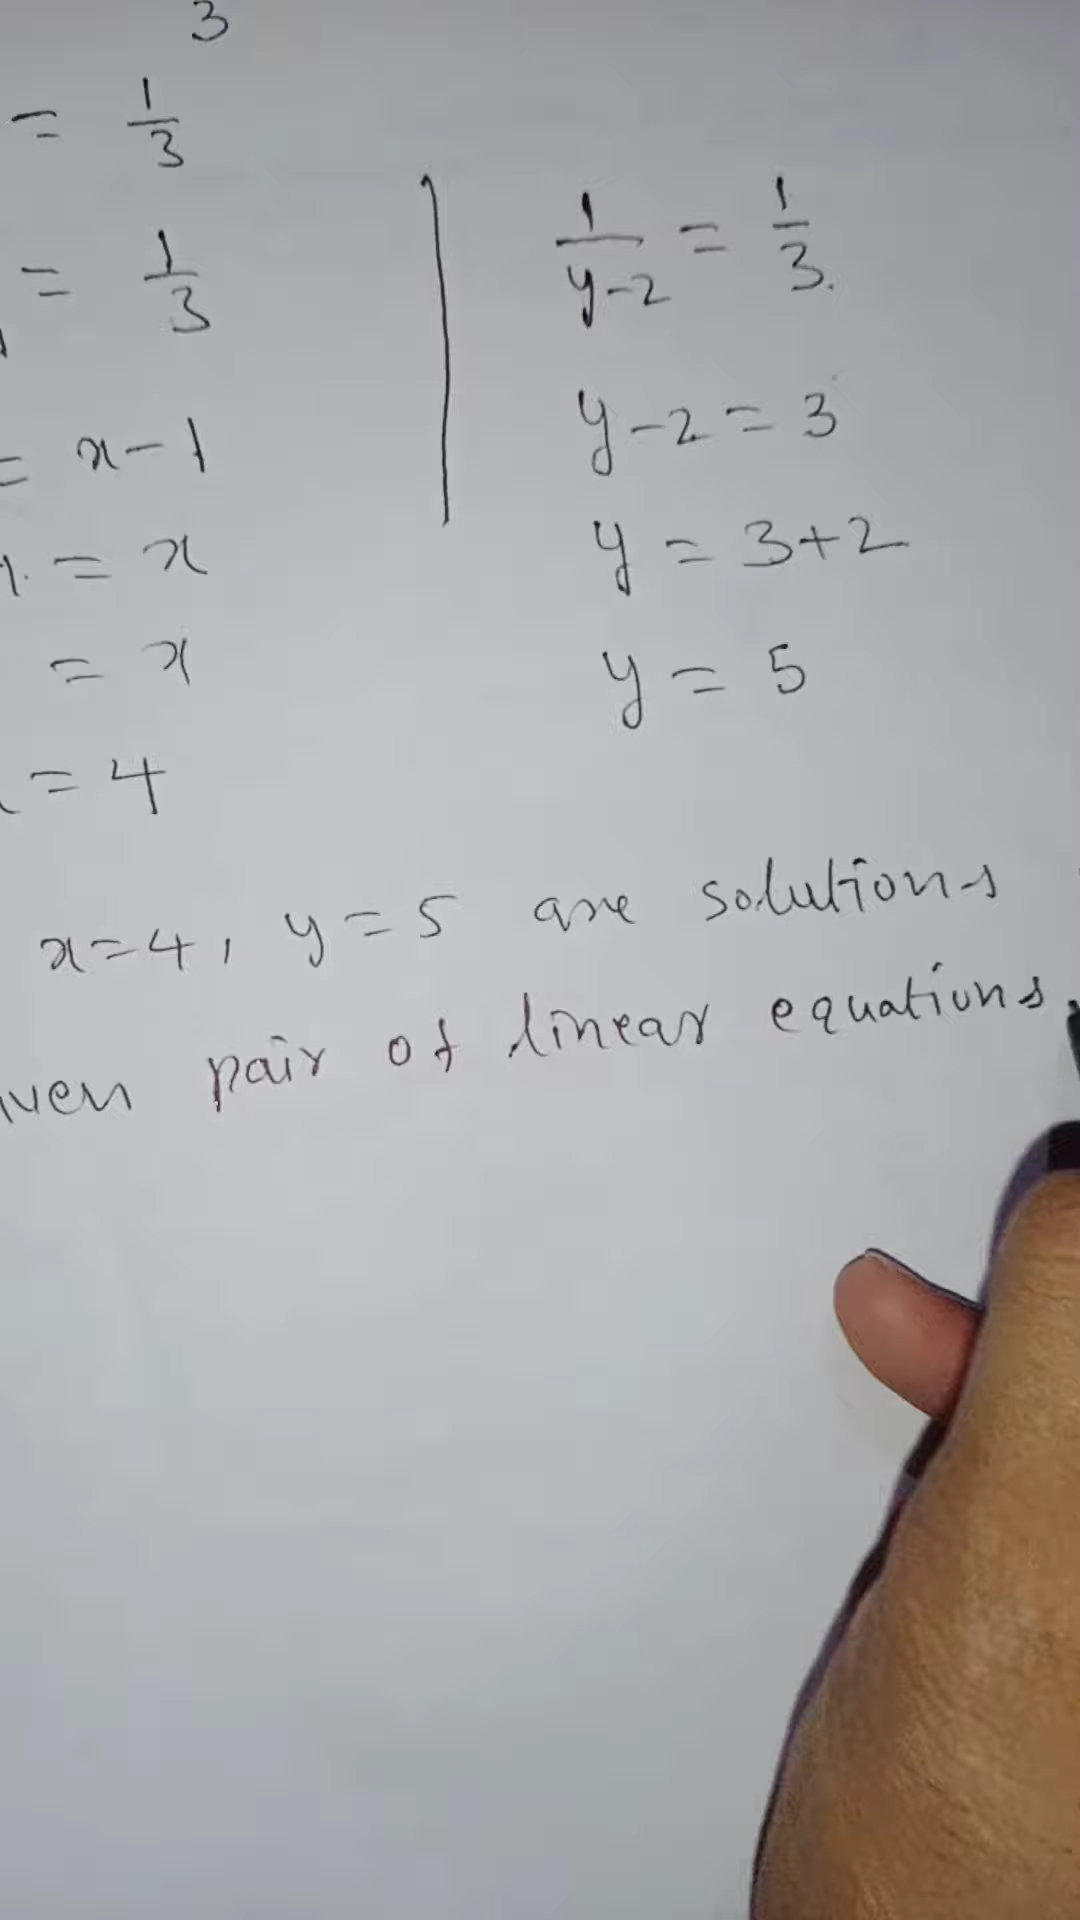 3
= 1/3
= 1/3
= x-1
= x
= x
= 4
1/(y-2) = 1/3.
y-2 = 3
y = 3+2
y = 5
x=4, y=5 are solutions
pair of linear equations.